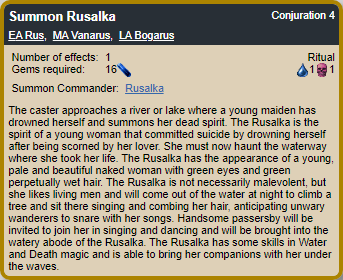 Summon Rusalka Conjuration 4
EA Rus, MA Vanarus, LA Bogarus
Number of effects: 1 Ritual
Gems required: 16 1 1
Summon Commander: Rusalka
The caster approaches a river or lake where a young maiden has
drowned herself and summons her dead spirit. The Rusalka is the
spirit of a young woman that committed suicide by drowning herself
after being scorned by her lover. She must now haunt the waterway
where she took her life. The Rusalka has the appearance of a young,
pale and beautiful naked woman with green eyes and green
perpetually wet hair. The Rusalka is not necessarily malevolent, but
she likes living men and will come out of the water at night to climb a
tree and sit there singing and combing her hair, anticipating unwary
wanderers to snare with her songs. Handsome passersby will be
invited to join her in singing and dancing and will be brought into the
watery abode of the Rusalka. The Rusalka has some skills in Water
and Death magic and is able to bring her companions with her under
the waves.